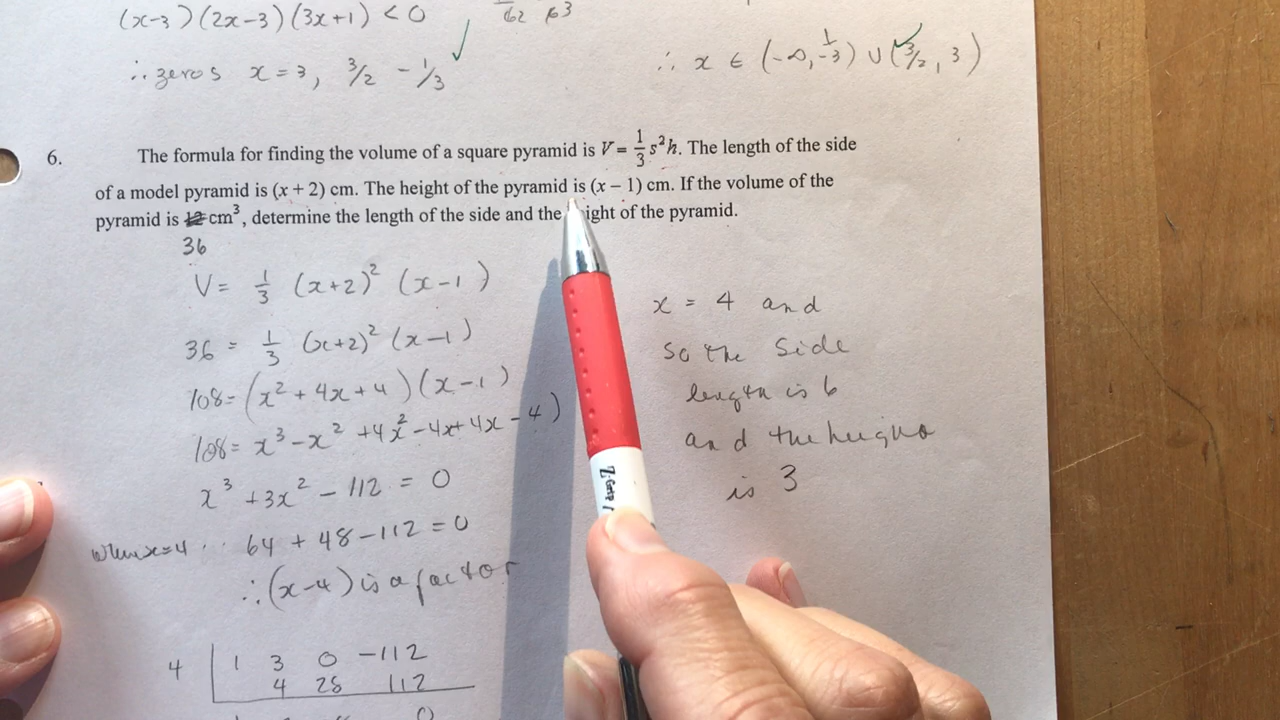 (x-3)(2x-3)(3x+1) < 0
∴ zeros x = 3, 3/2 -1/3
∴ x ∈ (-∞, 1/-3) ∪ (3/2, 3)
6. The formula for finding the volume of a square pyramid is V = 1/3 s²h. The length of the side
of a model pyramid is (x + 2) cm. The height of the pyramid is (x − 1) cm. If the volume of the
pyramid is 12 cm³, determine the length of the side and the ight of the pyramid.
36
V = 1/3 (x+2)² (x-1)
36 = 1/3 (x+2)² (x-1)
108 = (x² + 4x + 4)(x-1)
108 = x³ - x² + 4x² - 4x + 4x - 4)
x³ + 3x² - 112 = 0
when x=4 .. 64 + 48 - 112 = 0
∴ (x-4) is a factor
4 1 3 0 -112
4 28 112
0
x = 4 and
so the side
length is 6
and the height
is 3
Z-Grip